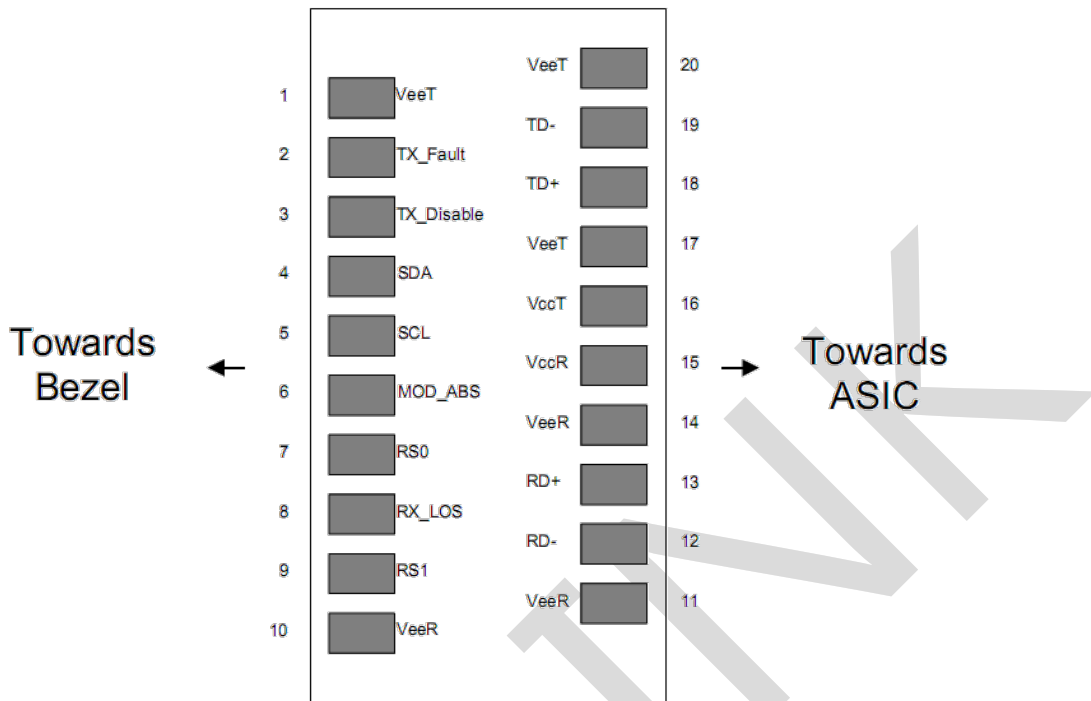 1 VeeT
2 TX_Fault
3 TX_Disable
4 SDA
5 SCL
6 MOD_ABS
7 RS0
8 RX_LOS
9 RS1
10 VeeR
VeeT 20
TD- 19
TD+ 18
VeeT 17
VccT 16
VccR 15
VeeR 14
RD+ 13
RD- 12
VeeR 11
Towards
Bezel
Towards
ASIC